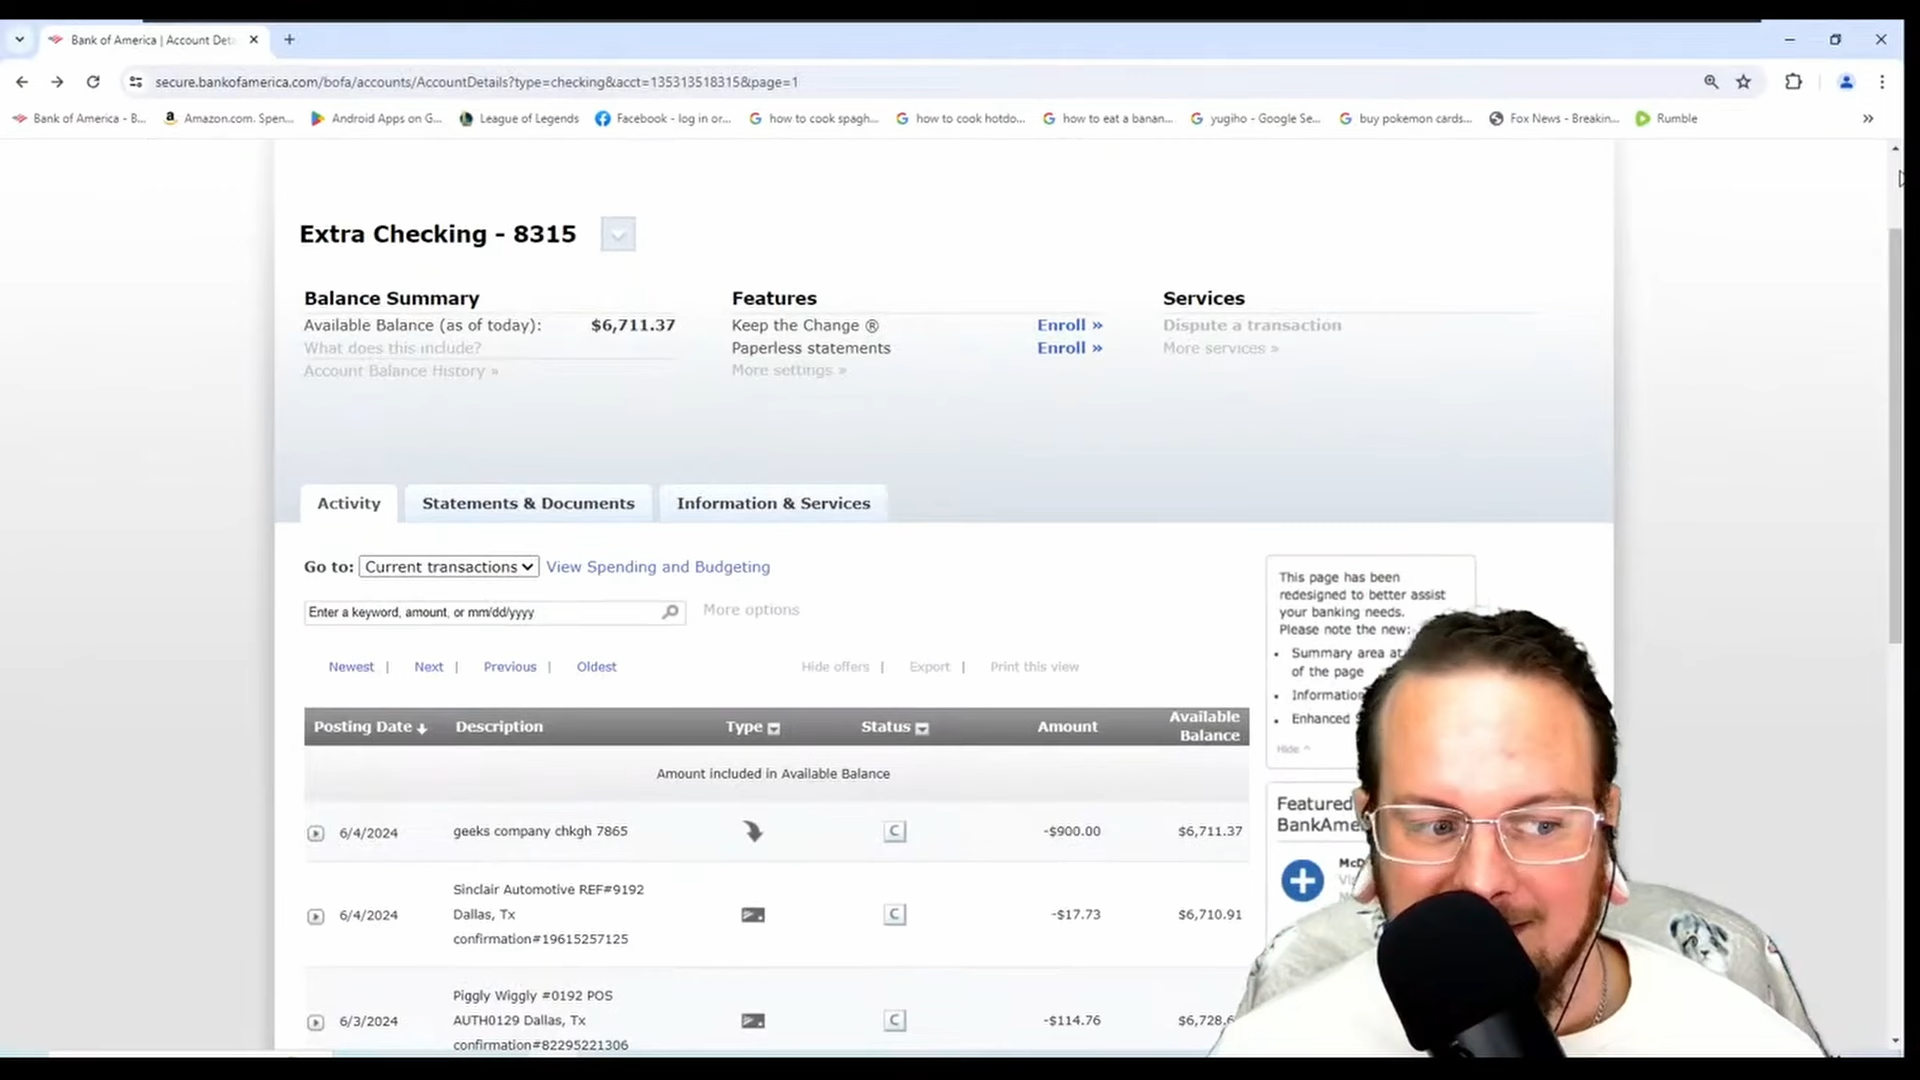 Bank of America | Account Deta
secure.bankofamerica.com/bofa/accounts/AccountDetails?type=checking&acct=135313518315&page=1
Bank of America - B... Amazon.com. Spen... Android Apps on G... League of Legends Facebook - log in or... how to cook spagh... how to cook hotdo... how to eat a banan... yugiho - Google Se... buy pokemon cards... Fox News - Breakin... Rumble
Extra Checking - 8315
Balance Summary
Available Balance (as of today): $6,711.37
What does this include?
Account Balance History »
Features
Keep the Change ® Enroll »
Paperless statements Enroll »
More settings »
Services
Dispute a transaction
More services »
Activity Statements & Documents Information & Services
Go to: Current transactions View Spending and Budgeting
Enter a keyword, amount, or mm/dd/yyyy More options
Newest | Next | Previous | Oldest Hide offers | Export | Print this view
Posting Date Description Type Status Amount Available Balance
Amount included in Available Balance
6/4/2024 geeks company chkgh 7865 C -$900.00 $6,711.37
Sinclair Automotive REF#9192
6/4/2024 Dallas, Tx C -$17.73 $6,710.91
confirmation#19615257125
Piggly Wiggly #0192 POS
6/3/2024 AUTH0129 Dallas, Tx C -$114.76 $6,728.6
confirmation#82295221306
This page has been
redesigned to better assist
your banking needs.
Please note the new:
• Summary area at
of the page
• Information
• Enhanced
Hide ^
Featured
BankAme
McD